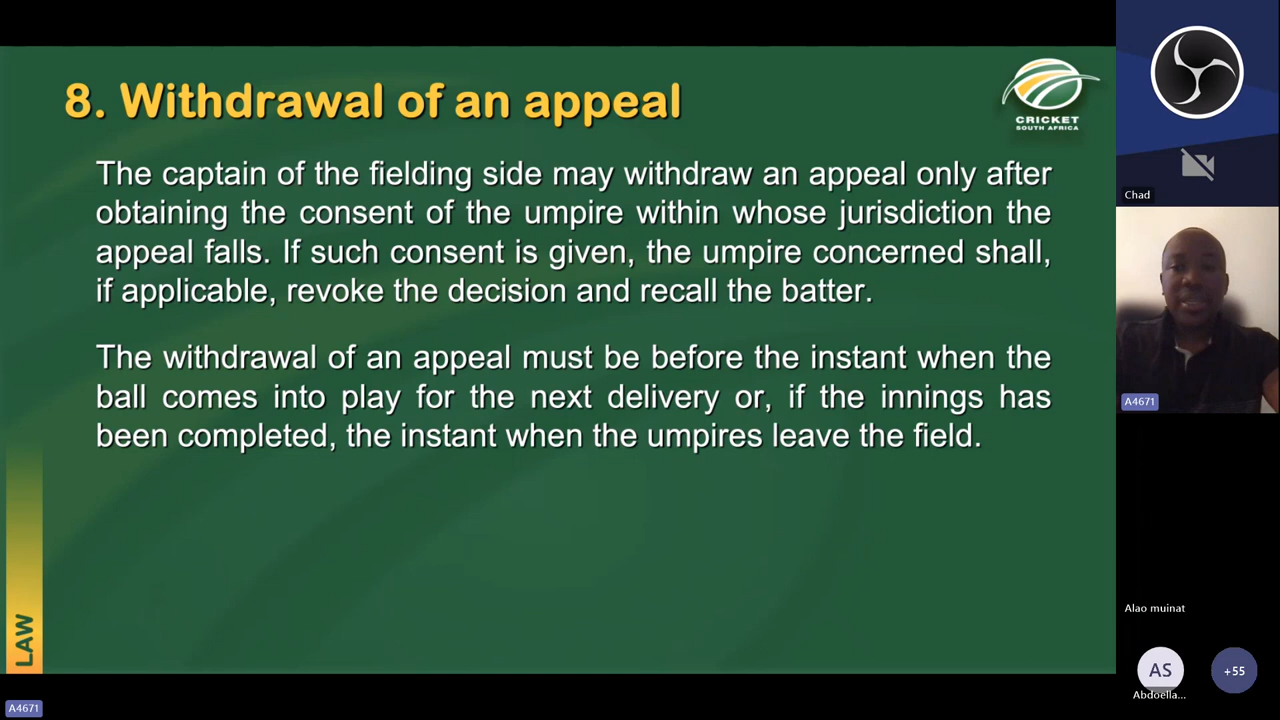 8. Withdrawal of an appeal
CRICKET
SOUTH AFRICA
The captain of the fielding side may withdraw an appeal only after
obtaining the consent of the umpire within whose jurisdiction the
appeal falls. If such consent is given, the umpire concerned shall,
if applicable, revoke the decision and recall the batter.
The withdrawal of an appeal must be before the instant when the
ball comes into play for the next delivery or, if the innings has
been completed, the instant when the umpires leave the field.
LAW
A4671
Chad
A4671
Alao muinat
AS
Abdoella...
+55